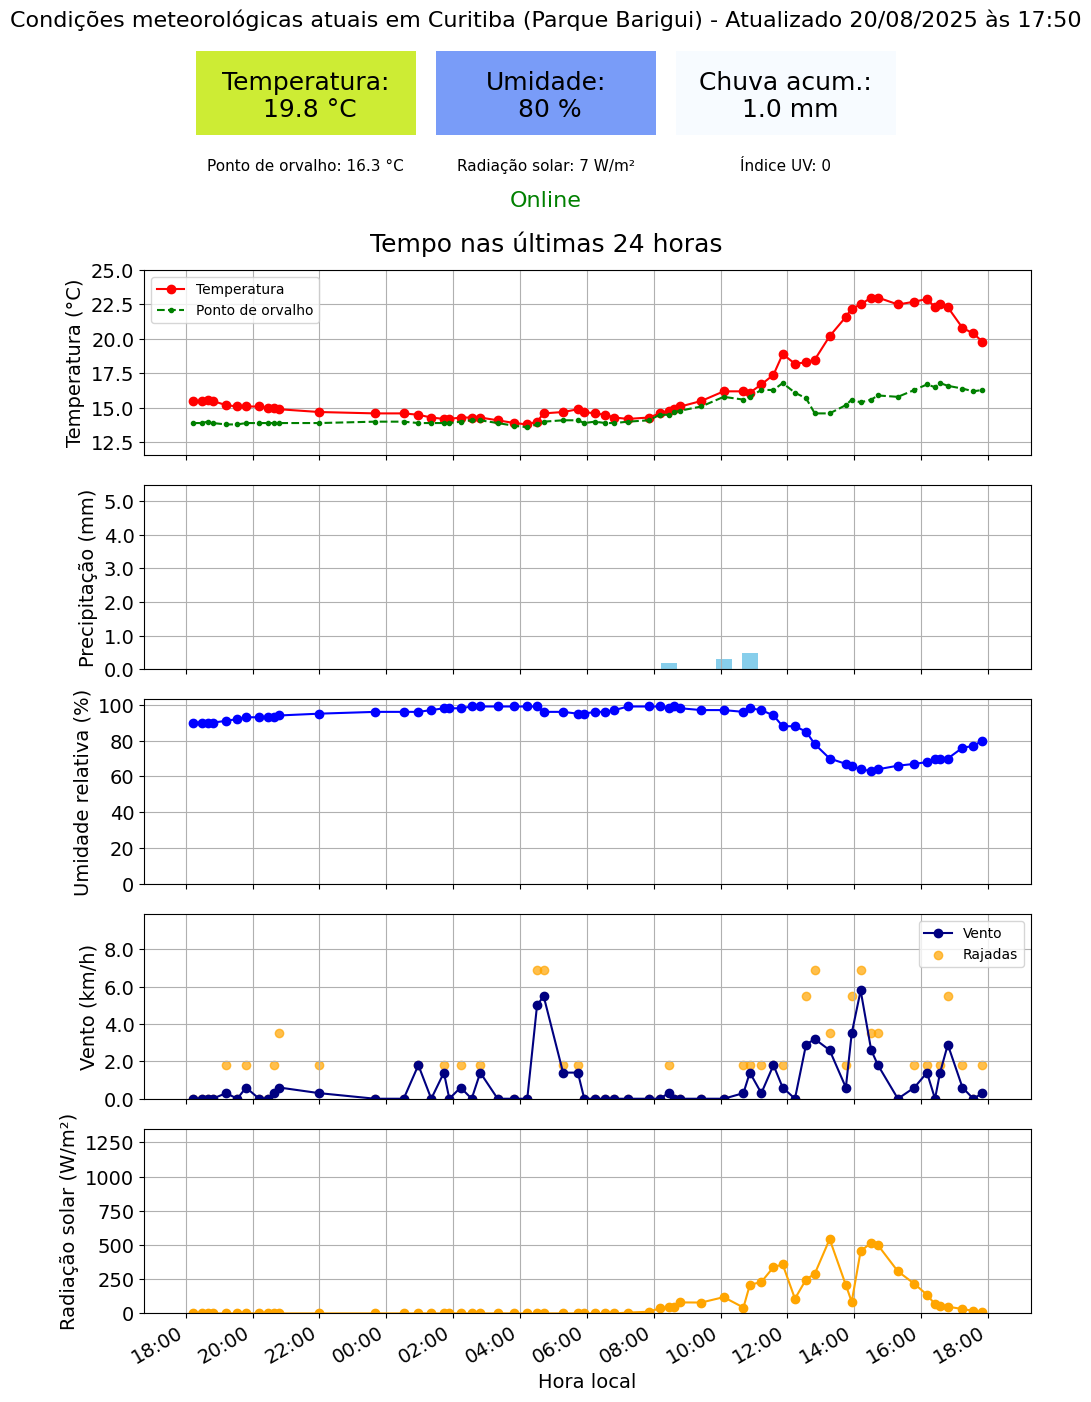 Condições meteorológicas atuais em Curitiba (Parque Barigui) - Atualizado 20/08/2025 às 17:50
Temperatura:
19.8 °C
Umidade:
80 %
Chuva acum.:
1.0 mm
Ponto de orvalho: 16.3 °C
Radiação solar: 7 W/m²
Índice UV: 0
Online
Tempo nas últimas 24 horas
Temperatura (°C)
25.0
22.5
20.0
17.5
15.0
12.5
Temperatura
Ponto de orvalho
Precipitação (mm)
5.0
4.0
3.0
2.0
1.0
0.0
Umidade relativa (%)
100
80
60
40
20
0
Vento (km/h)
8.0
6.0
4.0
2.0
0.0
Vento
Rajadas
Radiação solar (W/m²)
1250
1000
750
500
250
0
18:00
20:00
22:00
00:00
02:00
04:00
06:00
08:00
10:00
12:00
14:00
16:00
18:00
Hora local